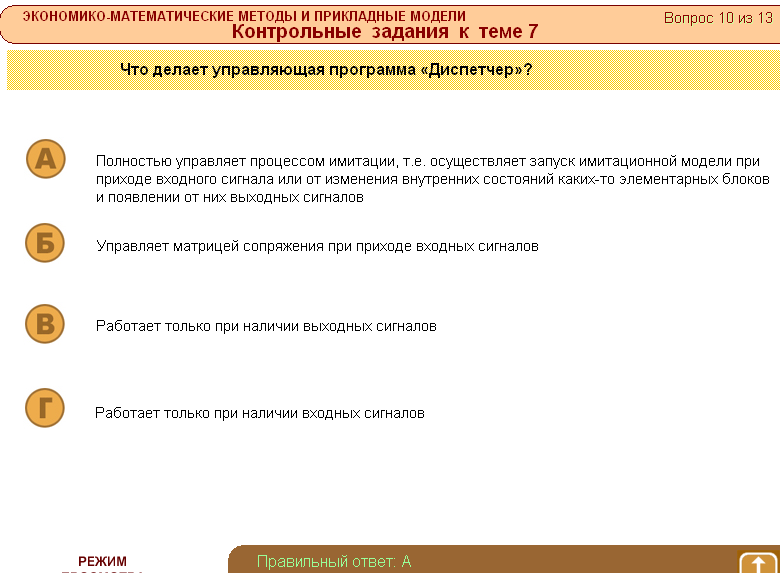 ЭКОНОМИКО-МАТЕМАТИЧЕСКИЕ МЕТОДЫ И ПРИКЛАДНЫЕ МОДЕЛИ
Вопрос 10 из 13
Контрольные задания к теме 7
Что делает управляющая программа «Диспетчер»?
А
Полностью управляет процессом имитации, т.е. осуществляет запуск имитационной модели при
приходе входного сигнала или от изменения внутренних состояний каких-то элементарных блоков
и появлении от них выходных сигналов
Б
Управляет матрицей сопряжения при приходе входных сигналов
В
Работает только при наличии выходных сигналов
Г
Работает только при наличии входных сигналов
РЕЖИМ
Правильный ответ: А